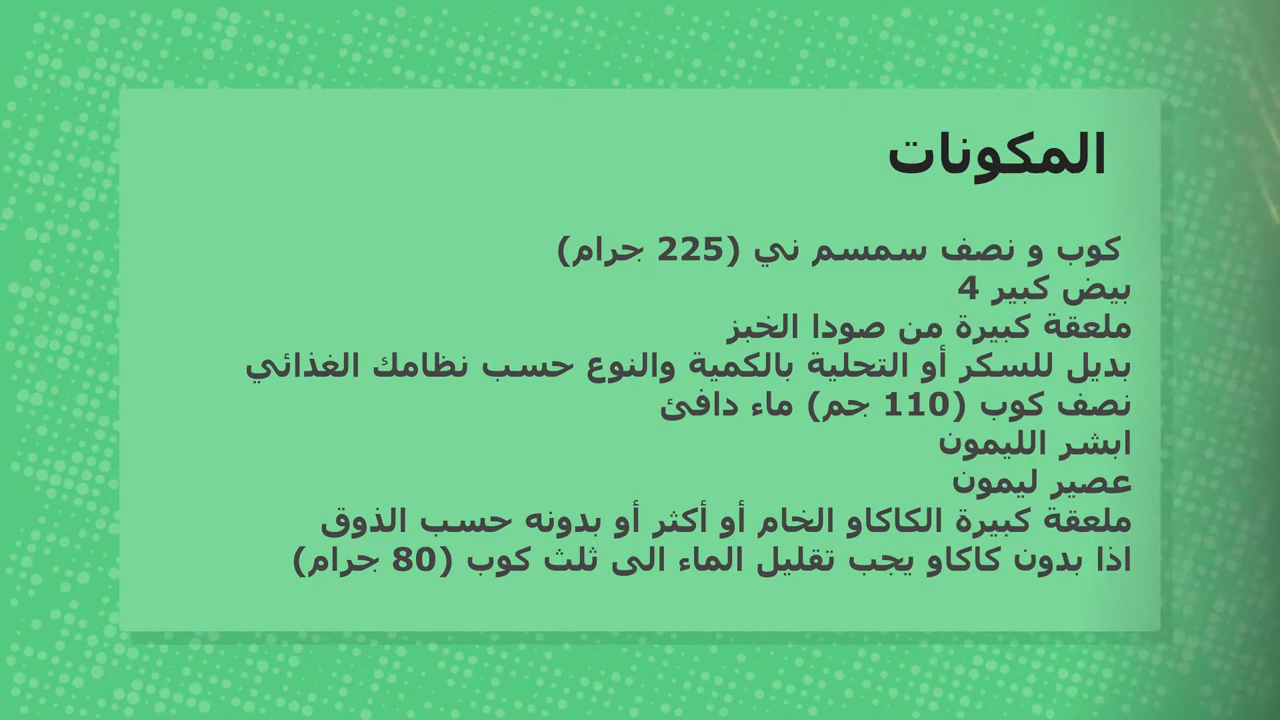 المكونات
كوب و نصف سمسم ني (225 جرام)
بيض كبير 4
ملعقة كبيرة من صودا الخبز
بديل للسكر أو التحلية بالكمية والنوع حسب نظامك الغذائي
نصف كوب (110 جم) ماء دافئ
ابشر الليمون
عصير ليمون
ملعقة كبيرة الكاكاو الخام أو أكثر أو بدونه حسب الذوق
اذا بدون كاكاو يجب تقليل الماء الى ثلث كوب (80 جرام)